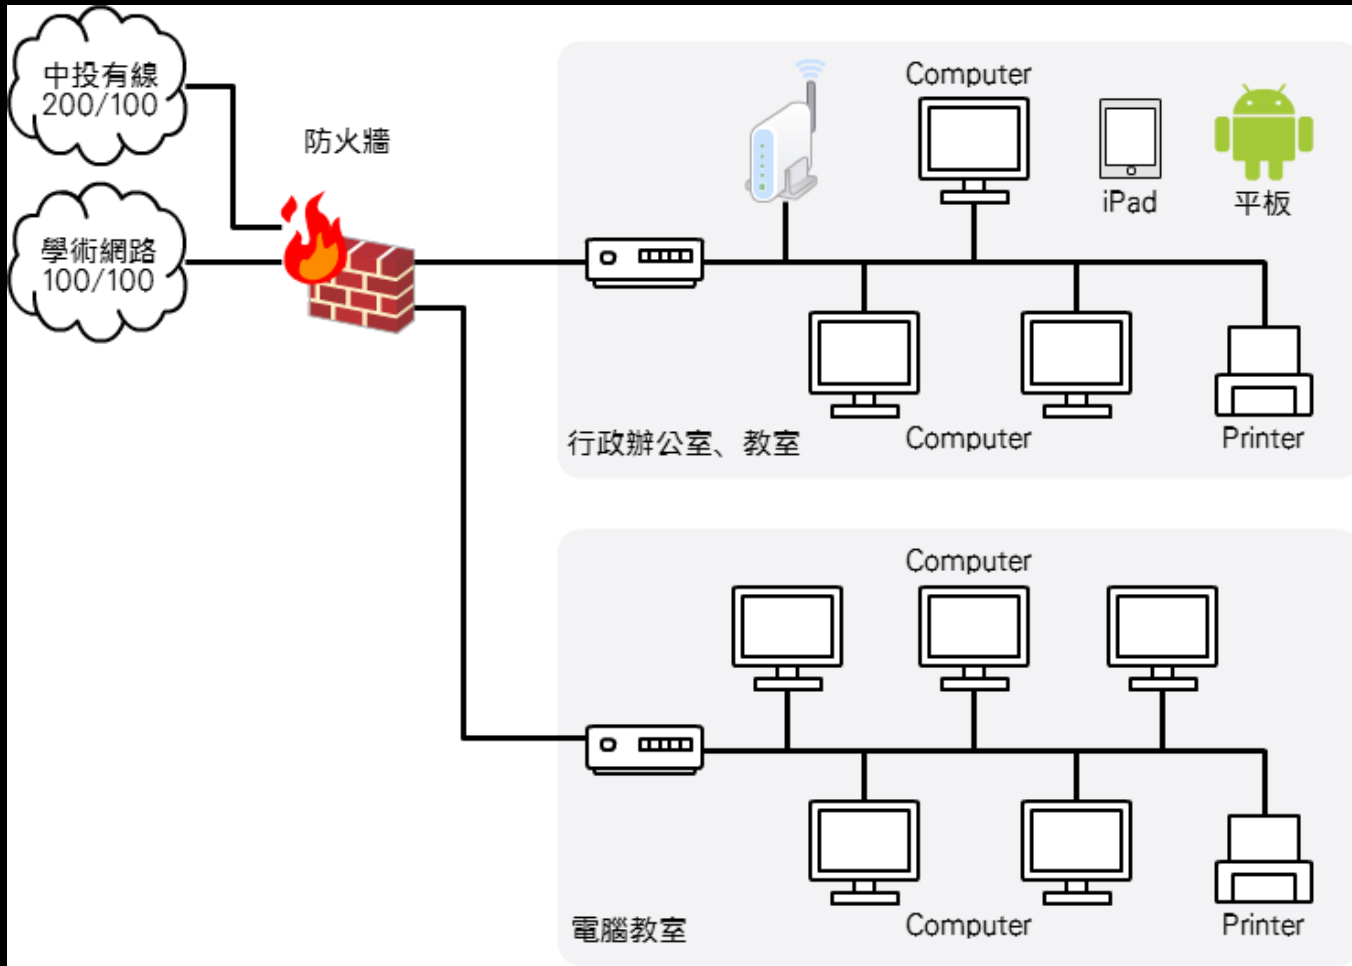 中投有線
200/100
防火牆
學術網路
100/100
Computer
iPad
平板
行政辦公室、教室
Computer
Printer
Computer
電腦教室
Computer
Printer